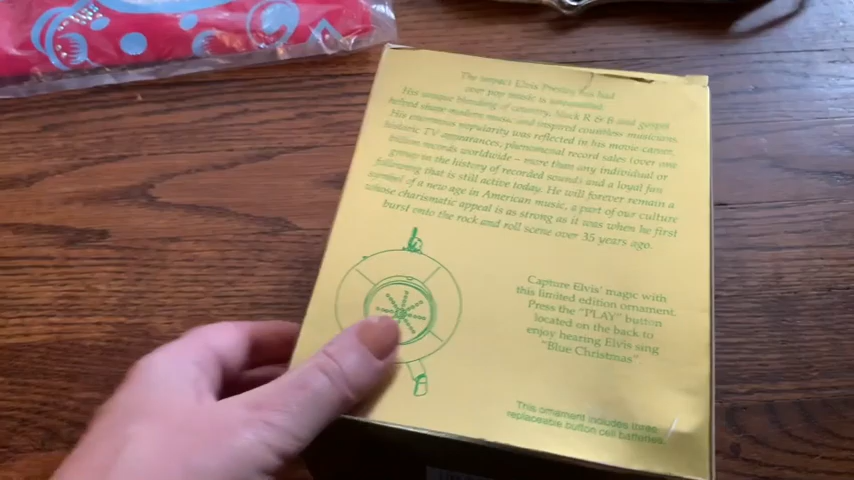 The impact Elvis Presley has had
over pop music is unmatched.
His unique blending of country, black R & B and gospel
helped shape modern music, and inspired countless musicians.
His enormous popularity was reflected in his movie career,
historic TV appearances, phenomenal record sales (over one
billion records worldwide – more than any individual or
group in the history of recorded sound) and a loyal fan
following that is still active today. He will forever remain a
symbol of a new age in American music, a part of our culture
whose charismatic appeal is as strong as it was when he first
burst onto the rock and roll scene over 35 years ago.
Capture Elvis' magic with
this limited edition ornament.
Press the "PLAY" button
located on the back to
enjoy hearing Elvis sing
"Blue Christmas".
This ornament includes three
replaceable button cell batteries.